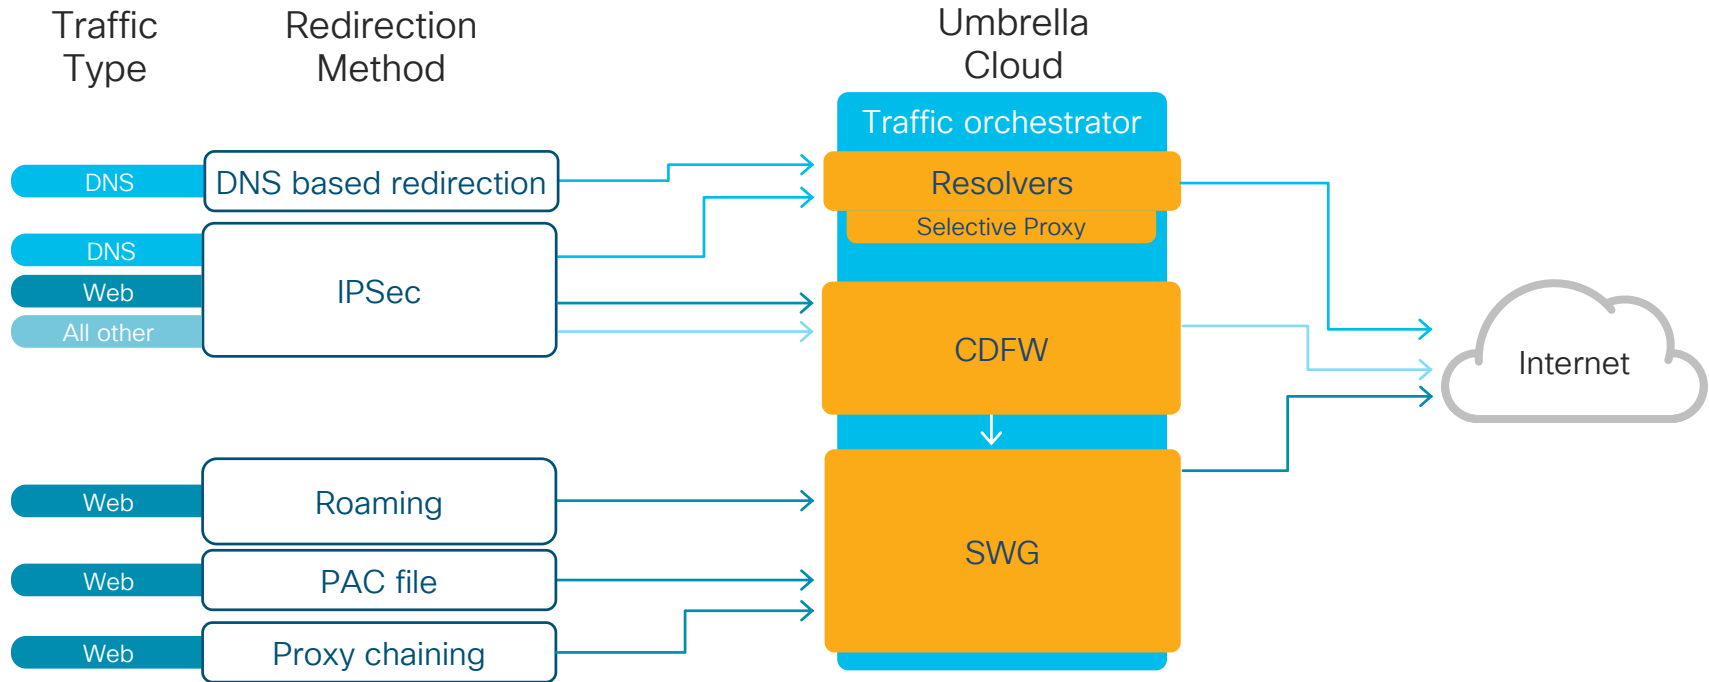 Traffic
Type
Redirection
Method
Umbrella
Cloud
Traffic orchestrator
DNS
DNS based redirection
Resolvers
Selective Proxy
DNS
Web
All other
IPSec
CDFW
Internet
Web
Roaming
SWG
Web
PAC file
Web
Proxy chaining